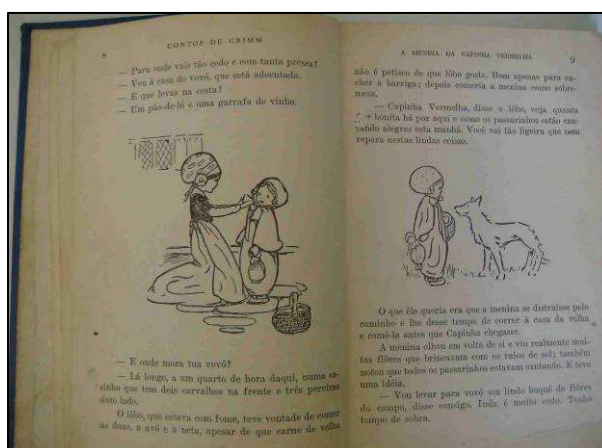 8
CONTOS DE GRIMM
— Para onde vais tão cedo e com tanta pressa?
— Vou à casa de vovó, que está adoentada.
— E que levas na cesta?
— Um pão-de-ló e uma garrafa de vinho.
— E onde mora tua vovó?
— Lá longe, a um quarto de hora daqui, numa ca-
sinha que tem dois carvalhos na frente e três pereiras
dum lado.
O lôbo, que estava com fome, teve vontade de comer
as duas, a avó e a neta, apesar de que carne de velha
A MENINA DA CAPINHA VERMELHA
9
não é petisco de que lôbo goste. Bom apenas para en-
cher a barriga; depois comeria a menina como sobre-
mesa.
— Capinha Vermelha, disse o lôbo, veja quanta
bonita há por aqui e como os passarinhos estão can-
tando alegres esta manhã. Você vai tão ligeira que nem
repara nestas lindas coisas.
O que êle queria era que a menina se distraísse pelo
caminho e lhe desse tempo de correr à casa da velha
e comê-la antes que Capinha chegasse.
A menina olhou em volta de si e viu realmente mui-
tas flôres que brincavam com os raios de sol; também
notou que todos os passarinhos estavam cantando. E teve
uma idéia.
— Vou levar para vovó um lindo buquê de flôres
do campo, disse consigo. Inda é muito cedo. Tenho
tempo de sobra.